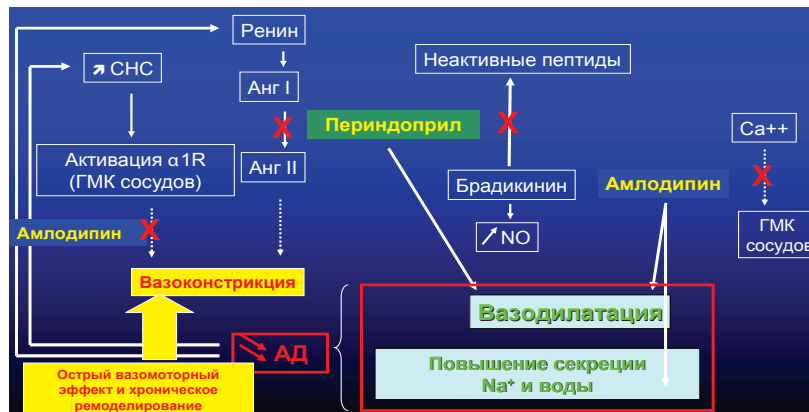 Ренин
СНС
Неактивные пептиды
Анг I
Периндоприл
X
X
Ca++
Активация α1R
(ГМК сосудов)
Анг II
Брадикинин
Амлодипин
X
Амлодипин
X
NO
ГМК
сосудов
Вазоконстрикция
Вазодилатация
АД
Острый вазомоторный
эффект и хроническое
ремоделирование
Повышение секреции
Na⁺ и воды